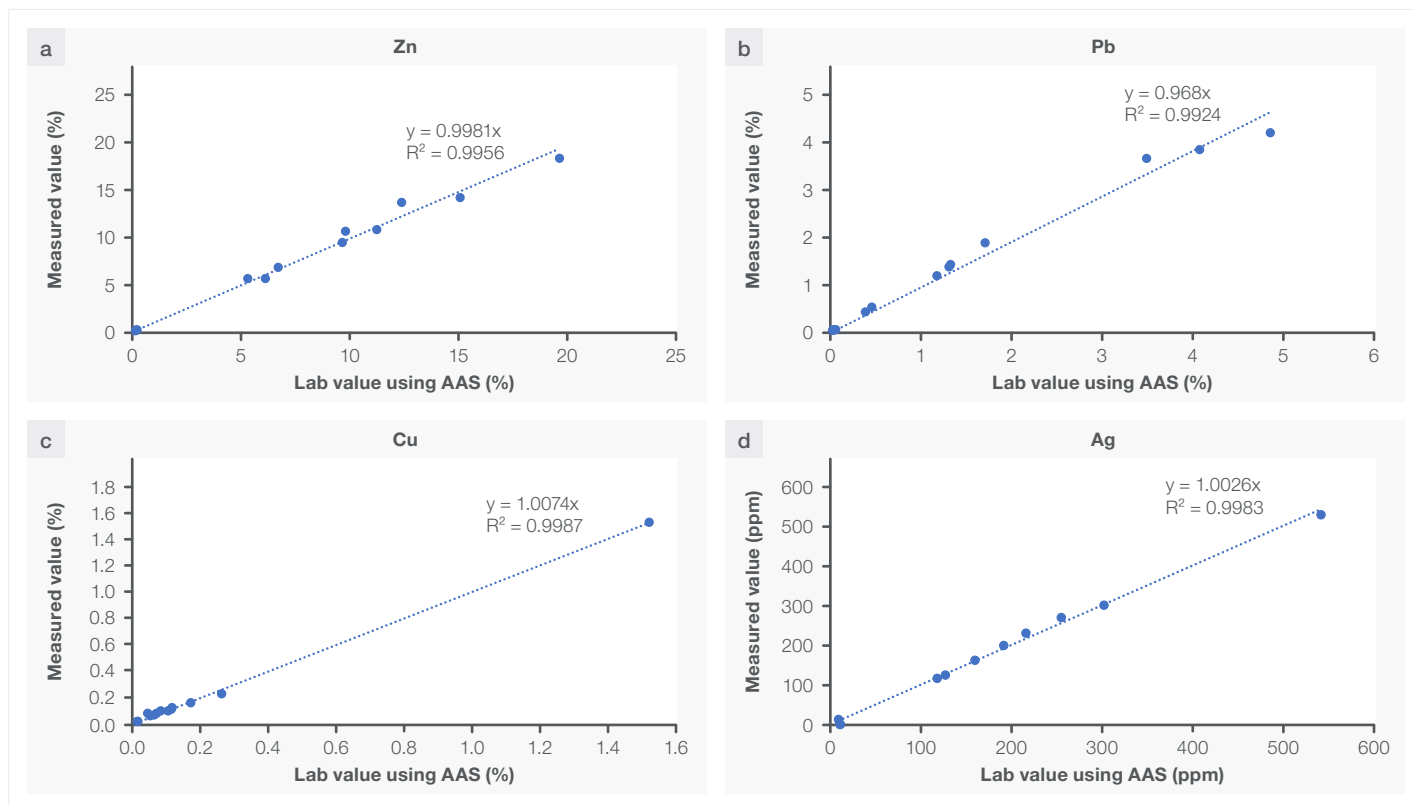 a
Zn
Measured value (%)
25
20
15
10
5
0
y = 0.9981x
R² = 0.9956
0 5 10 15 20 25
Lab value using AAS (%)
b
Pb
Measured value (%)
5
4
3
2
1
0
y = 0.968x
R² = 0.9924
0 1 2 3 4 5 6
Lab value using AAS (%)
c
Cu
Measured value (%)
1.8
1.6
1.4
1.2
1.0
0.8
0.6
0.4
0.2
0.0
y = 1.0074x
R² = 0.9987
0.0 0.2 0.4 0.6 0.8 1.0 1.2 1.4 1.6
Lab value using AAS (%)
d
Ag
Measured value (ppm)
600
500
400
300
200
100
0
y = 1.0026x
R² = 0.9983
0 100 200 300 400 500 600
Lab value using AAS (ppm)